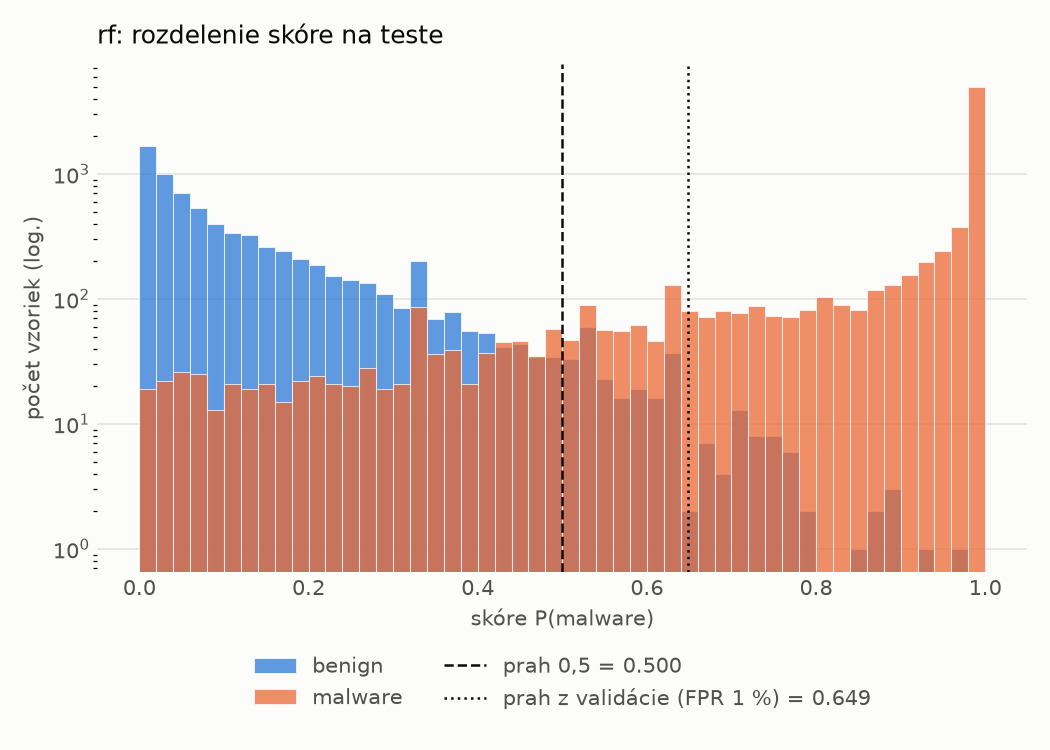 rf: rozdelenie skóre na teste
počet vzoriek (log.)
10³
10²
10¹
10⁰
0.0 0.2 0.4 0.6 0.8 1.0
skóre P(malware)
benign
malware
prah 0,5 = 0.500
prah z validácie (FPR 1 %) = 0.649